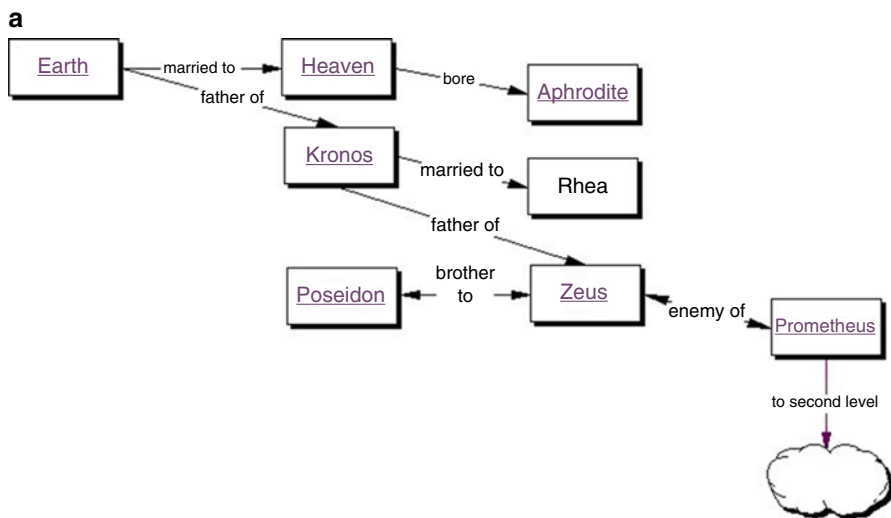 a
Earth
married to
Heaven
bore
Aphrodite
father of
Kronos
married to
Rhea
father of
Poseidon
brother
to
Zeus
enemy of
Prometheus
to second level